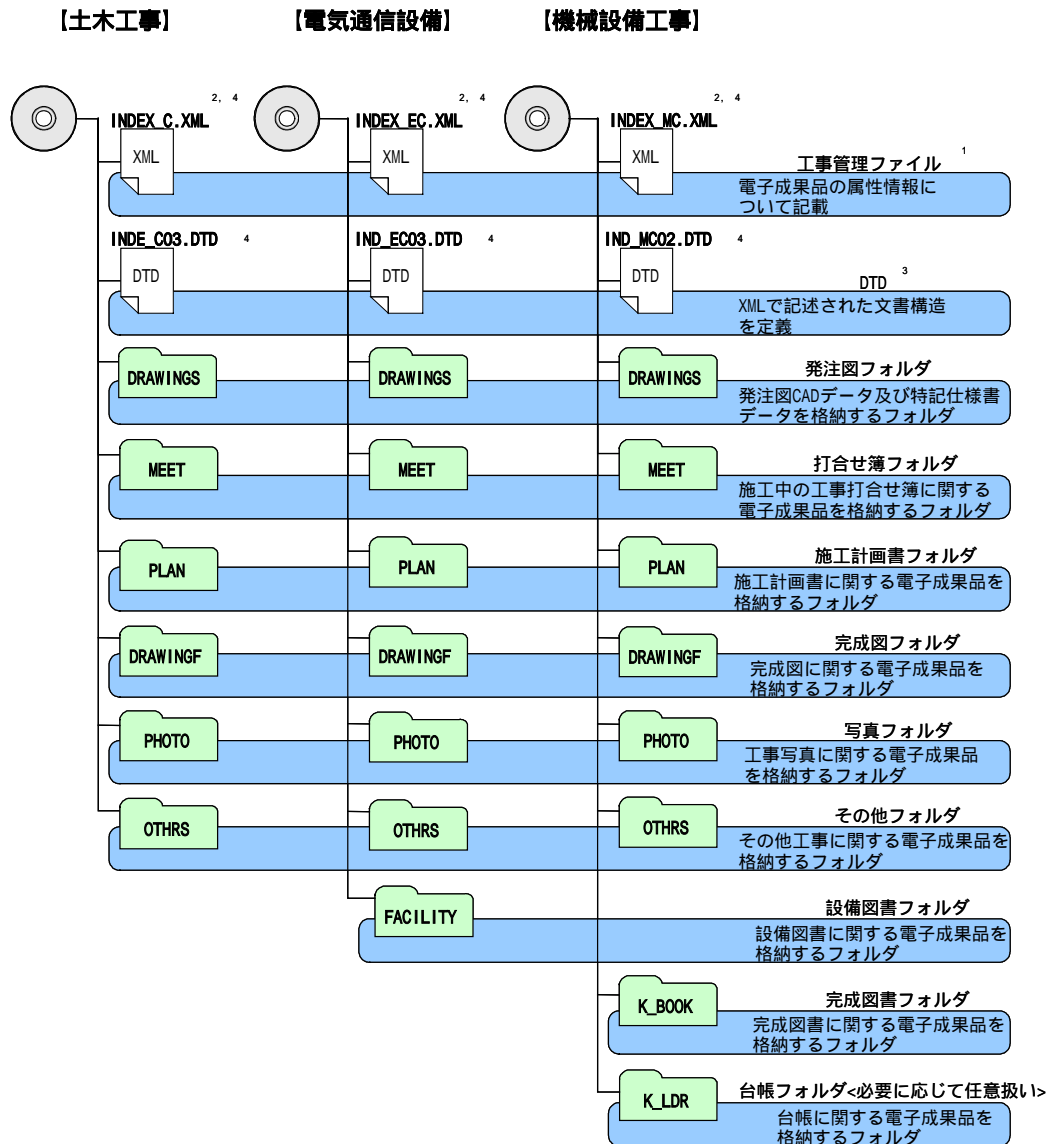 【土木工事】 【電気通信設備】 【機械設備工事】
2, 4 2, 4 2, 4
INDEX_C.XML INDEX_EC.XML INDEX_MC.XML
XML XML XML
工事管理ファイル 1
電子成果品の属性情報に
ついて記載
INDE_C03.DTD 4 IND_EC03.DTD 4 IND_MC02.DTD 4
DTD DTD DTD
DTD 3
XMLで記述された文書構造
を定義
発注図フォルダ
DRAWINGS DRAWINGS DRAWINGS
発注図CADデータ及び特記仕様書
データを格納するフォルダ
打合せ簿フォルダ
MEET MEET MEET
施工中の工事打合せ簿に関する
電子成果品を格納するフォルダ
施工計画書フォルダ
PLAN PLAN PLAN
施工計画書に関する電子成果品を
格納するフォルダ
完成図フォルダ
DRAWINGF DRAWINGF DRAWINGF
完成図に関する電子成果品を
格納するフォルダ
写真フォルダ
PHOTO PHOTO PHOTO
工事写真に関する電子成果品
を格納するフォルダ
その他フォルダ
OTHRS OTHRS OTHRS
その他工事に関する電子成果品を
格納するフォルダ
設備図書フォルダ
FACILITY
設備図書に関する電子成果品を
格納するフォルダ
完成図書フォルダ
K_BOOK
完成図書に関する電子成果品を
格納するフォルダ
台帳フォルダ<必要に応じて任意扱い>
K_LDR
台帳に関する電子成果品を
格納するフォルダ